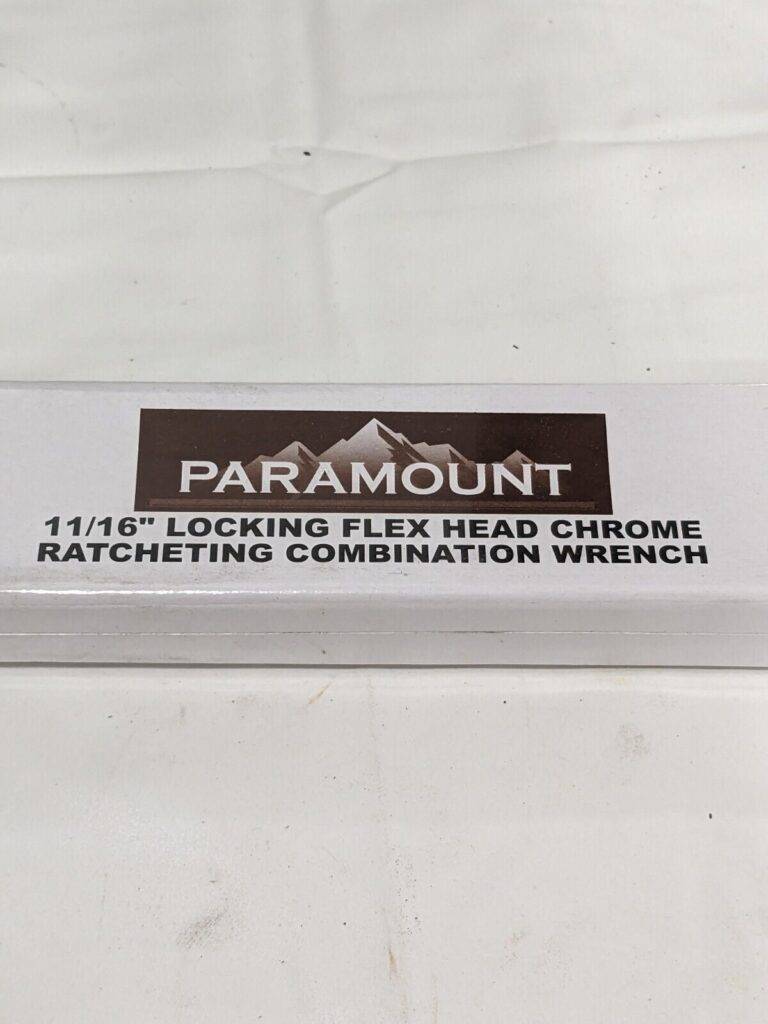 PARAMOUNT
11/16" LOCKING FLEX HEAD CHROME
RATCHETING COMBINATION WRENCH